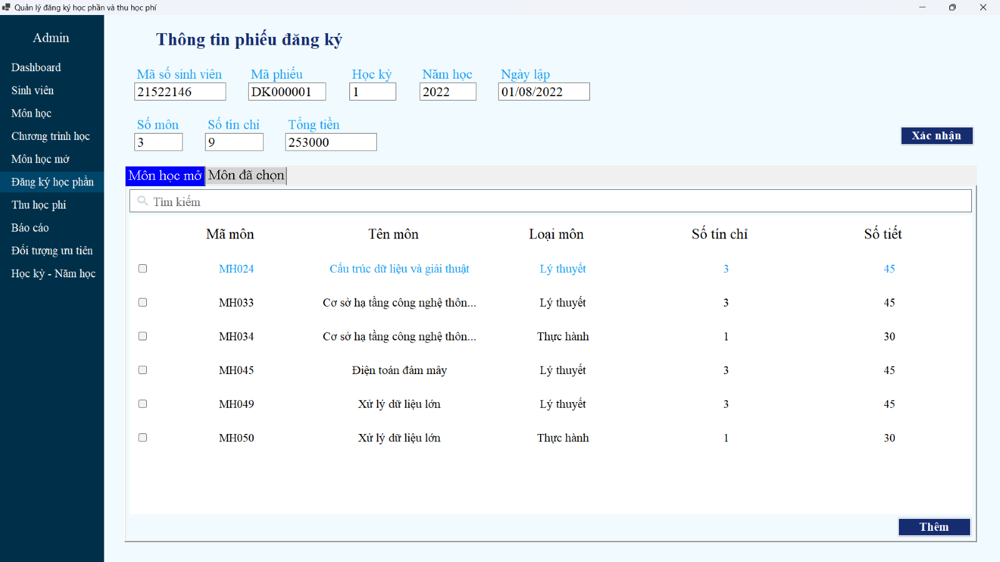 Quản lý đăng ký học phần và thu học phí
Admin
Dashboard
Sinh viên
Môn học
Chương trình học
Môn học mở
Đăng ký học phần
Thu học phí
Báo cáo
Đối tượng ưu tiên
Học kỳ - Năm học
Thông tin phiếu đăng ký
Mã số sinh viên Mã phiếu Học kỳ Năm học Ngày lập
21522146 DK000001 1 2022 01/08/2022
Số môn Số tín chỉ Tổng tiền
3 9 253000
Xác nhận
Môn học mở Môn đã chọn
Tìm kiếm
Mã môn Tên môn Loại môn Số tín chỉ Số tiết
MH024 Cấu trúc dữ liệu và giải thuật Lý thuyết 3 45
MH033 Cơ sở hạ tầng công nghệ thôn... Lý thuyết 3 45
MH034 Cơ sở hạ tầng công nghệ thôn... Thực hành 1 30
MH045 Điện toán đám mây Lý thuyết 3 45
MH049 Xử lý dữ liệu lớn Lý thuyết 3 45
MH050 Xử lý dữ liệu lớn Thực hành 1 30
Thêm